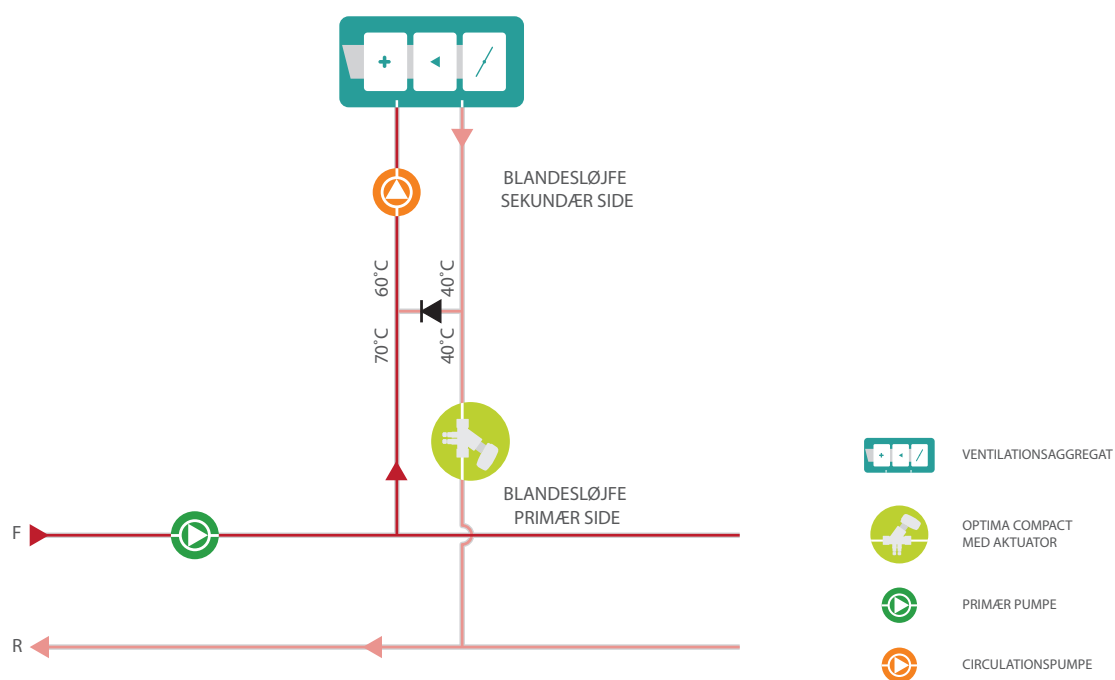 BLANDESLØJFE
SEKUNDÆR SIDE
60˚C
40˚C
70˚C
40˚C
BLANDESLØJFE
PRIMÆR SIDE
F
R
VENTILATIONSAGGREGAT
OPTIMA COMPACT
MED AKTUATOR
PRIMÆR PUMPE
CIRCULATIONSPUMPE